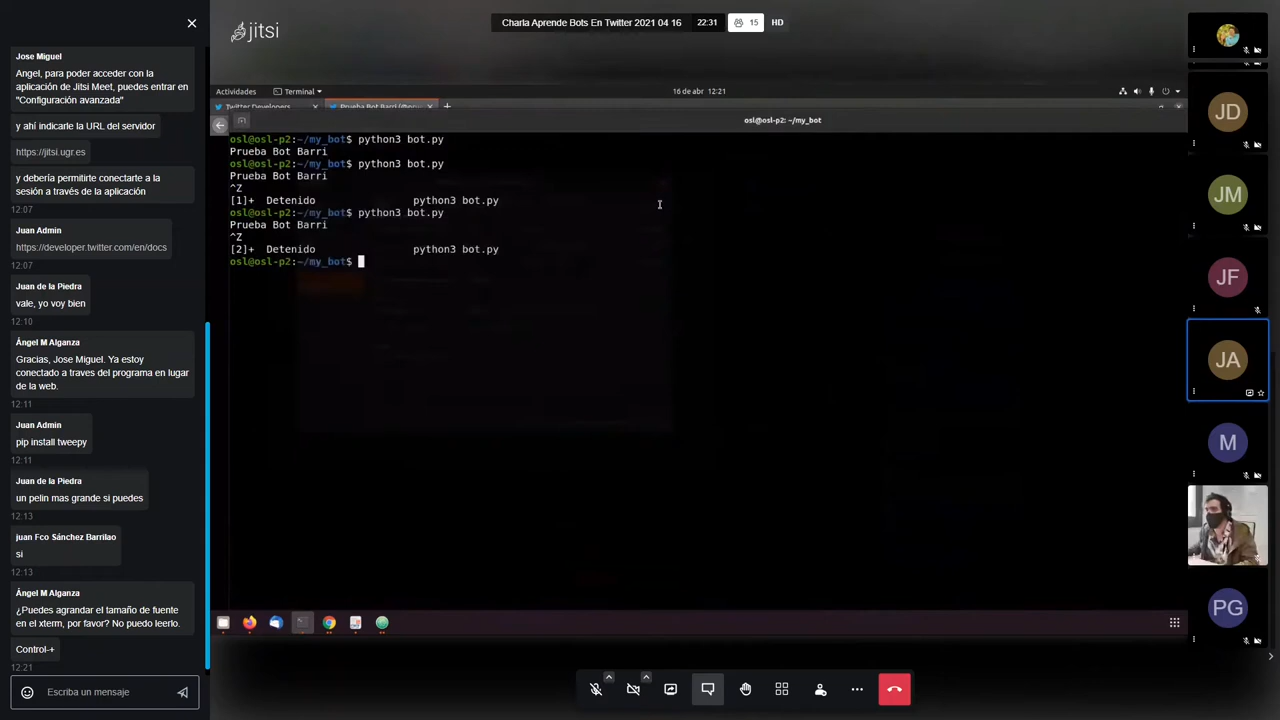 Jose Miguel
Angel, para poder acceder con la
aplicación de Jitsi Meet, puedes entrar en
"Configuración avanzada"
y ahí indicarle la URL del servidor
https://jitsi.ugr.es
y debería permitirte conectarte a la
sesión a través de la aplicación
12:07
Juan Admin
https://developer.twitter.com/en/docs
12:07
Juan de la Piedra
vale, yo voy bien
12:10
Ángel M Alganza
Gracias, Jose Miguel. Ya estoy
conectado a traves del programa en lugar
de la web.
12:11
Juan Admin
pip install tweepy
12:11
Juan de la Piedra
un pelin mas grande si puedes
12:13
juan Fco Sánchez Barrilao
si
12:13
Ángel M Alganza
¿Puedes agrandar el tamaño de fuente
en el xterm, por favor? No puedo leerlo.
Control-+
12:21
Escriba un mensaje
jitsi
Charla Aprende Bots En Twitter 2021 04 16
22:31
15
HD
Actividades
Terminal
16 de abr 12:21
Twitter Developers
Prueba Bot Barri
osl@osl-p2: ~/my_bot
osl@osl-p2:~/my_bot$ python3 bot.py
Prueba Bot Barri
osl@osl-p2:~/my_bot$ python3 bot.py
Prueba Bot Barri
^Z
[1]+ Detenido python3 bot.py
osl@osl-p2:~/my_bot$ python3 bot.py
Prueba Bot Barri
^Z
[2]+ Detenido python3 bot.py
osl@osl-p2:~/my_bot$
JD
JM
JF
JA
M
PG